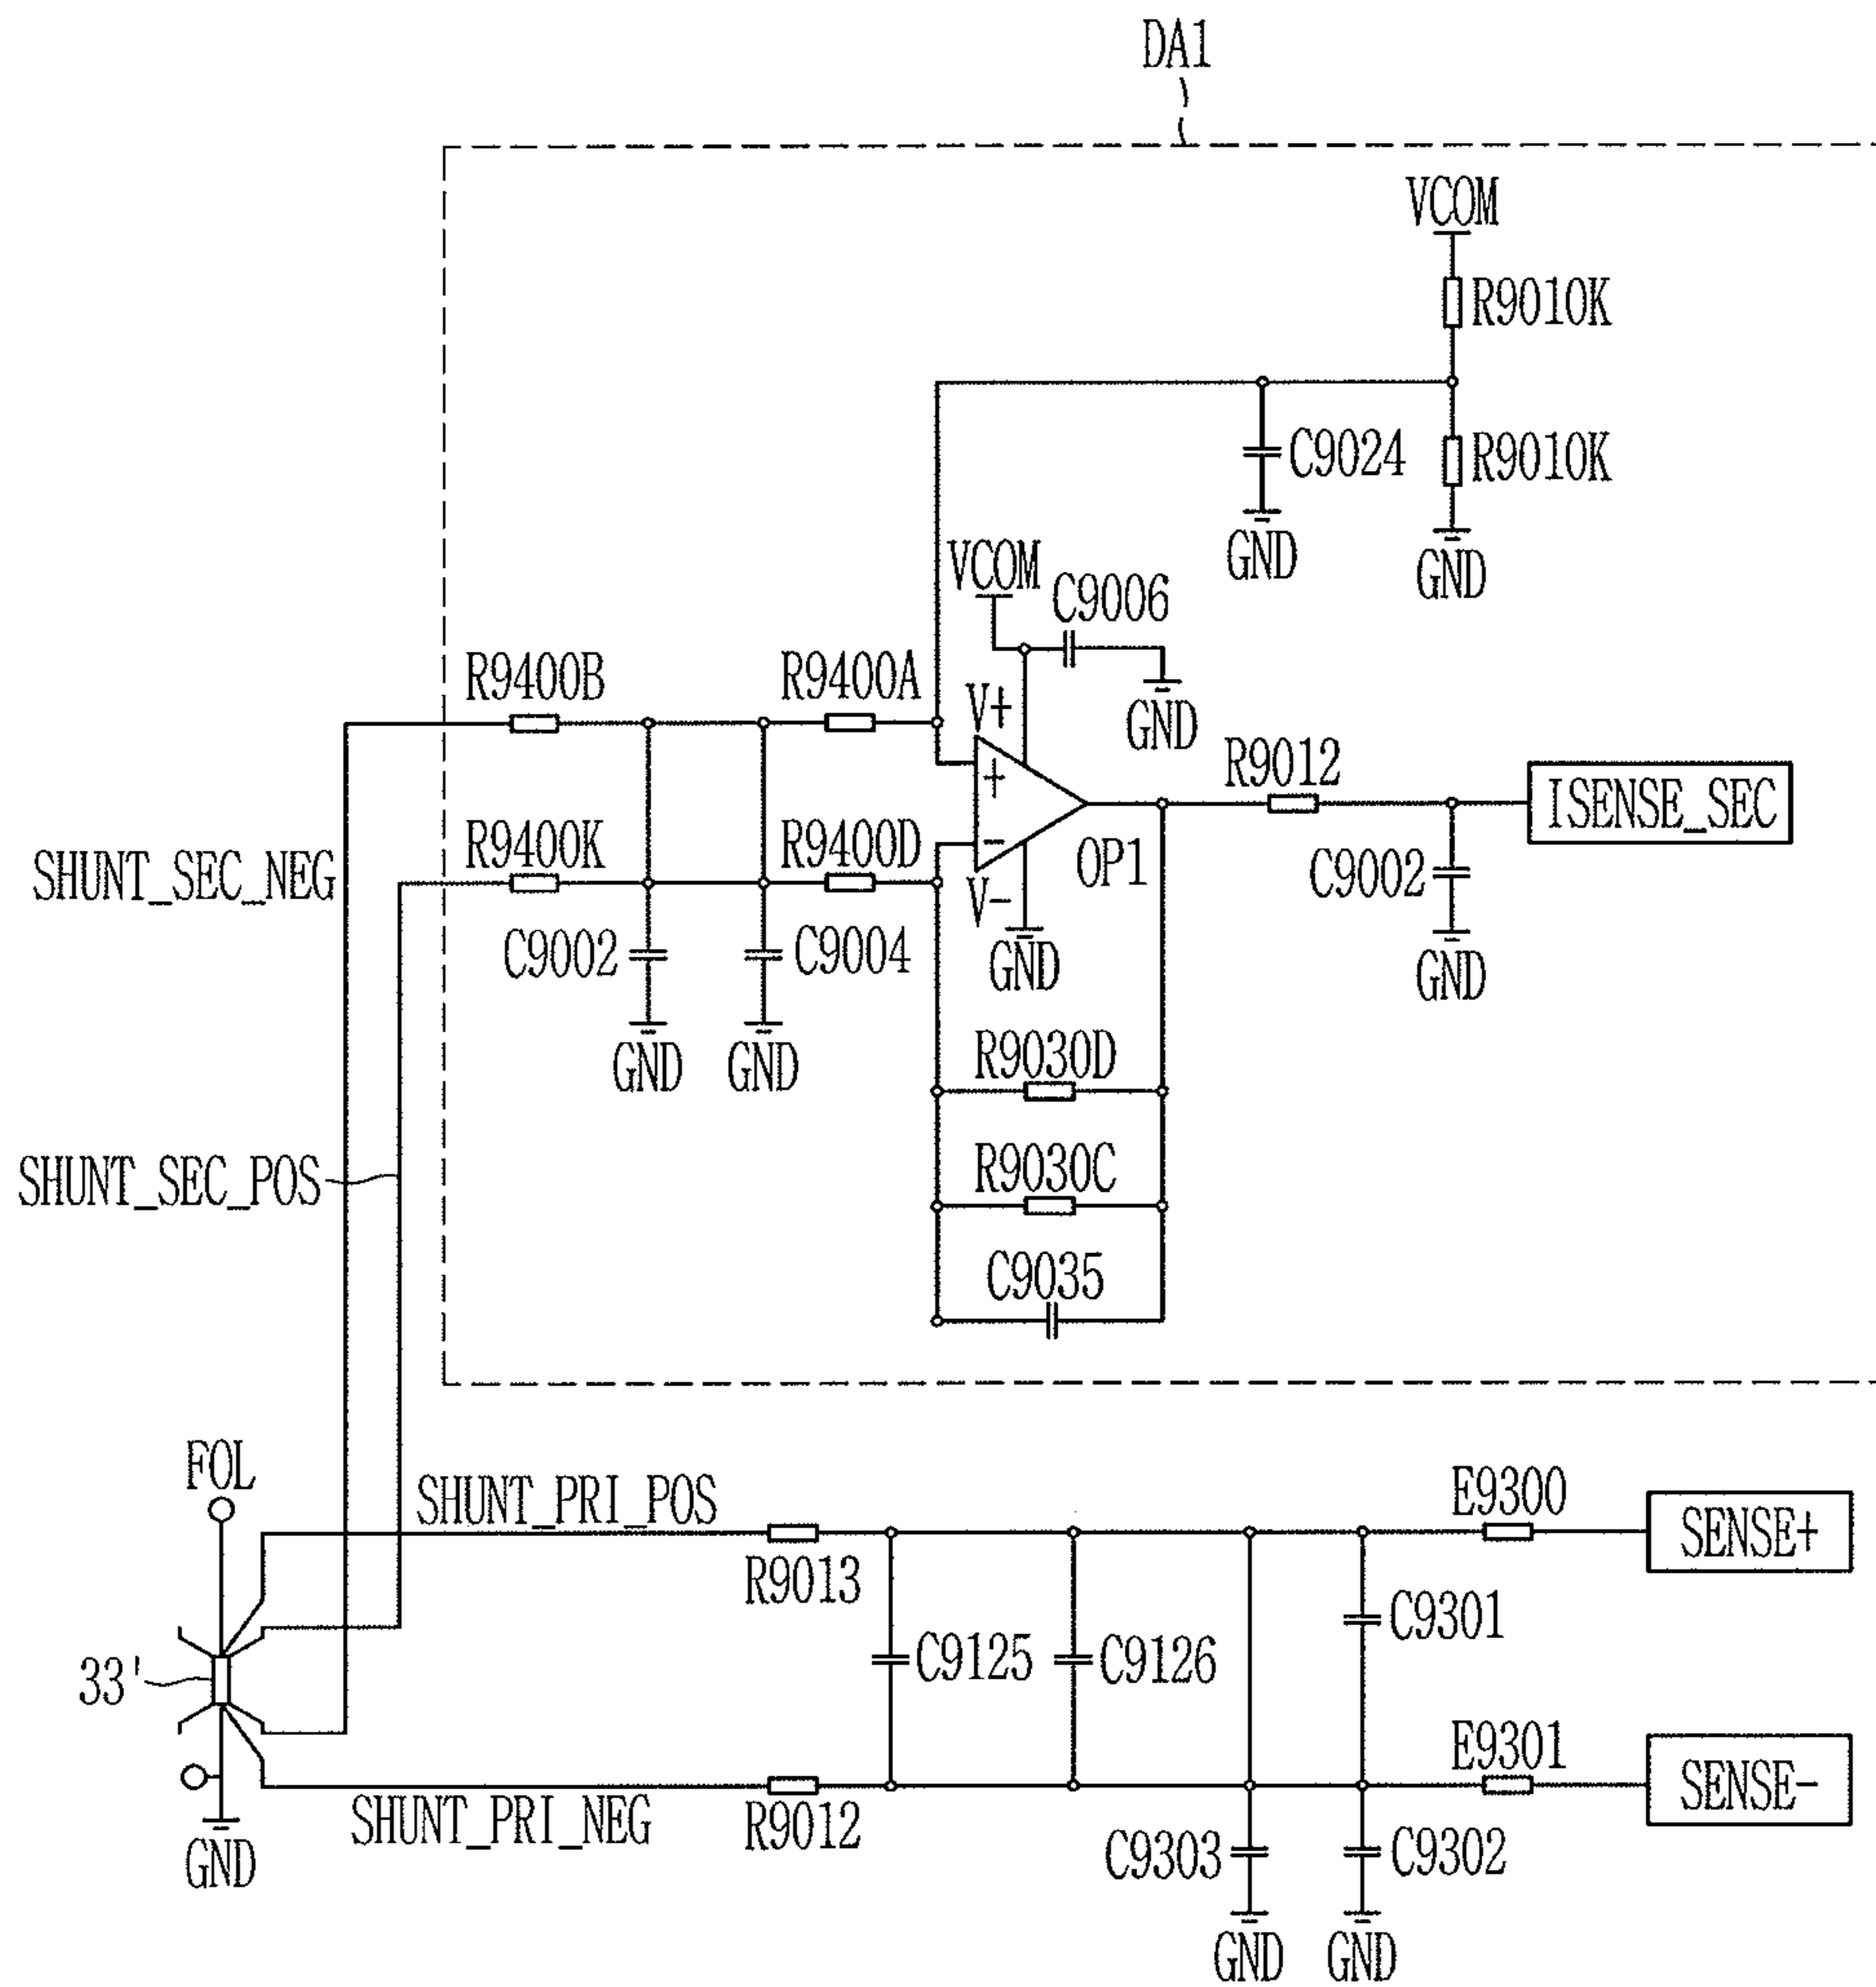 DA1
VCOM
R9010K
C9024
R9010K
GND
GND
VCOM
C9006
R9400B
R9400A
V+
GND
R9012
+
ISENSE_SEC
SHUNT_SEC_NEG
R9400K
R9400D
-
OP1
C9002
V-
C9002
C9004
GND
GND
GND
GND
R9030D
SHUNT_SEC_POS
R9030C
C9035
FOL
SHUNT_PRI_POS
E9300
SENSE+
R9013
C9301
33'
C9125
C9126
E9301
SENSE-
SHUNT_PRI_NEG
R9012
GND
C9303
C9302
GND
GND